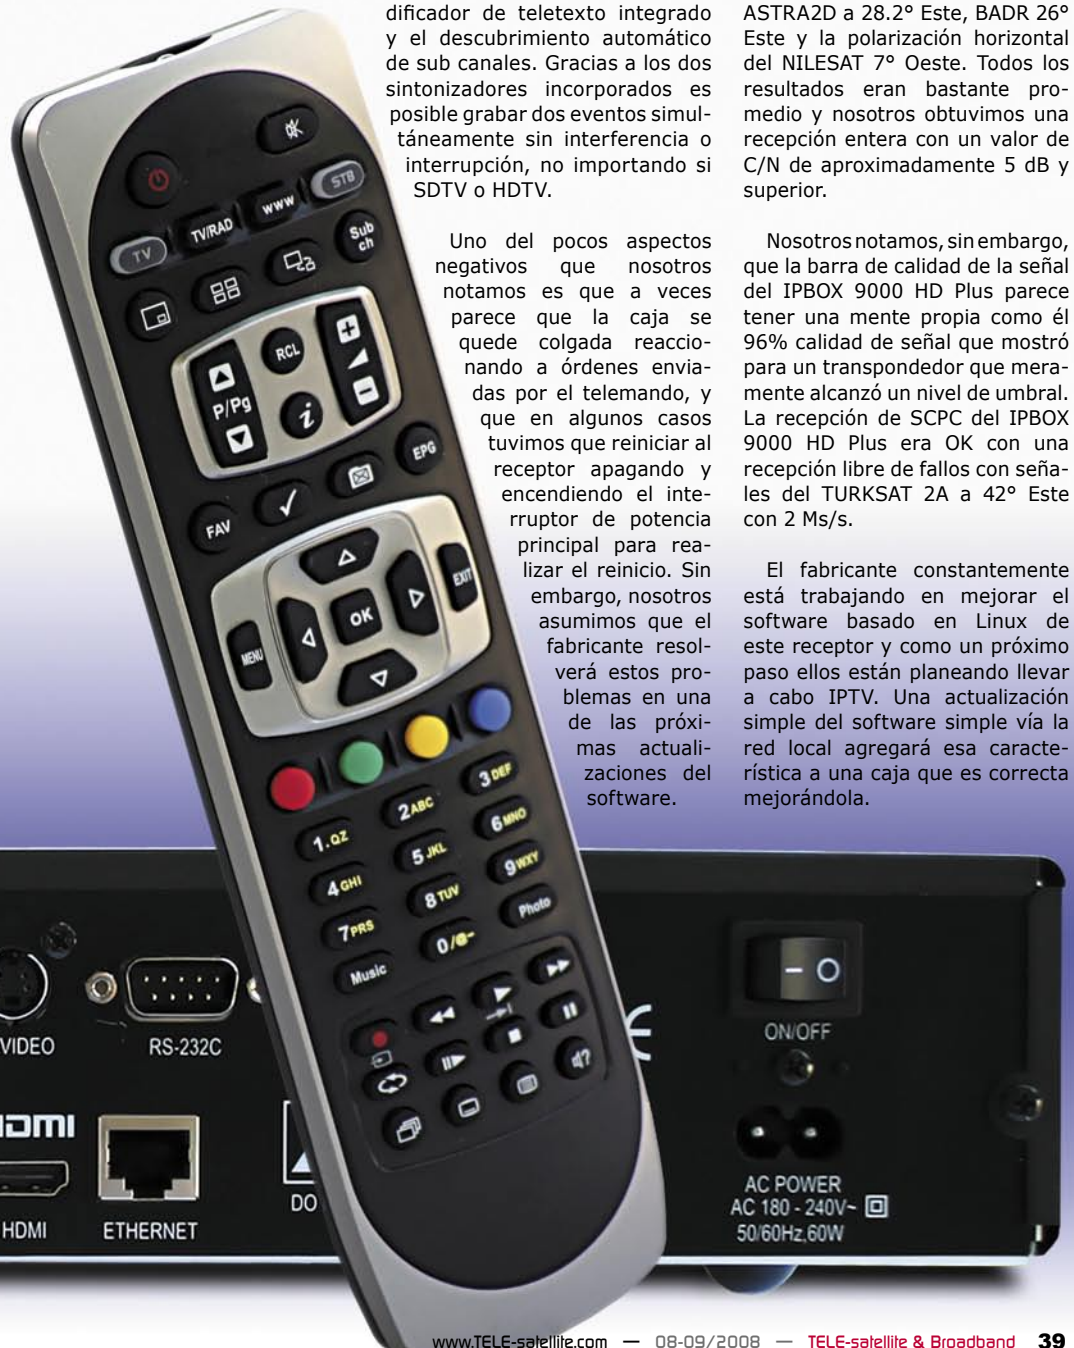 dificador de teletexto integrado
y el descubrimiento automático
de sub canales. Gracias a los dos
sintonizadores incorporados es
posible grabar dos eventos simul-
táneamente sin interferencia o
interrupción, no importando si
SDTV o HDTV.
Uno del pocos aspectos
negativos que nosotros
notamos es que a veces
parece que la caja se
quede colgada reaccio-
nando a órdenes envia-
das por el telemando, y
que en algunos casos
tuvimos que reiniciar al
receptor apagando y
encendiendo el inte-
rruptor de potencia
principal para rea-
lizar el reinicio. Sin
embargo, nosotros
asumimos que el
fabricante resol-
verá estos pro-
blemas en una
de las próxi-
mas actuali-
zaciones del
software.
ASTRA2D a 28.2° Este, BADR 26°
Este y la polarización horizontal
del NILESAT 7° Oeste. Todos los
resultados eran bastante pro-
medio y nosotros obtuvimos una
recepción entera con un valor de
C/N de aproximadamente 5 dB y
superior.
Nosotros notamos, sin embargo,
que la barra de calidad de la señal
del IPBOX 9000 HD Plus parece
tener una mente propia como él
96% calidad de señal que mostró
para un transpondedor que mera-
mente alcanzó un nivel de umbral.
La recepción de SCPC del IPBOX
9000 HD Plus era OK con una
recepción libre de fallos con seña-
les del TURKSAT 2A a 42° Este
con 2 Ms/s.
El fabricante constantemente
está trabajando en mejorar el
software basado en Linux de
este receptor y como un próximo
paso ellos están planeando llevar
a cabo IPTV. Una actualización
simple del software simple vía la
red local agregará esa caracte-
rística a una caja que es correcta
mejorándola.
TV TV/RAD WWW STB
Sub ch
RCL
P/Pg
i
EPG
FAV
MENU OK EXIT
1.QZ 2ABC 3DEF
4GHI 5JKL 6MNO
7PRS 8TUV 9WXY
Music 0/@~ Photo
VIDEO RS-232C
HDMI
HDMI ETHERNET DO
CE
ON/OFF
AC POWER
AC 180 - 240V~
50/60Hz,60W
www.TELE-satellite.com — 08-09/2008 — TELE-satellite & Broadband 39